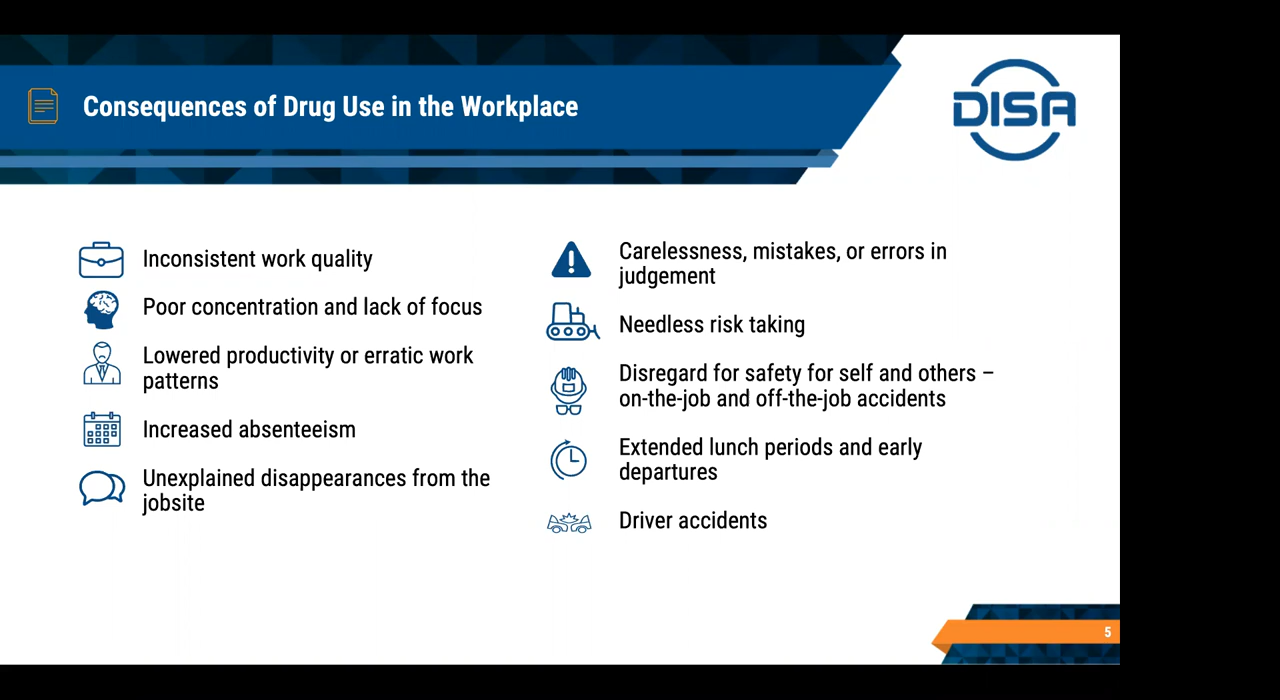 Consequences of Drug Use in the Workplace
DISA
Inconsistent work quality
Poor concentration and lack of focus
Lowered productivity or erratic work
patterns
Increased absenteeism
Unexplained disappearances from the
jobsite
Carelessness, mistakes, or errors in
judgement
Needless risk taking
Disregard for safety for self and others –
on-the-job and off-the-job accidents
Extended lunch periods and early
departures
Driver accidents
5